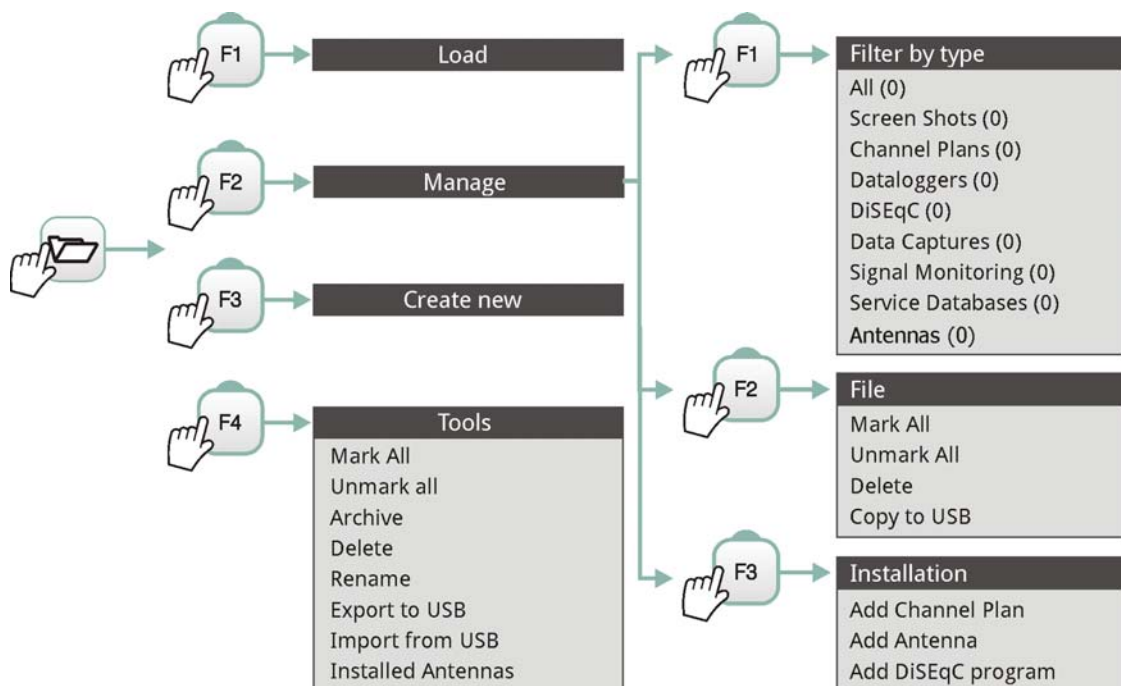 F1
Load
F2
Manage
F3
Create new
F4
Tools
Mark All
Unmark all
Archive
Delete
Rename
Export to USB
Import from USB
Installed Antennas
F1
Filter by type
All (0)
Screen Shots (0)
Channel Plans (0)
Dataloggers (0)
DiSEqC (0)
Data Captures (0)
Signal Monitoring (0)
Service Databases (0)
Antennas (0)
F2
File
Mark All
Unmark All
Delete
Copy to USB
F3
Installation
Add Channel Plan
Add Antenna
Add DiSEqC program